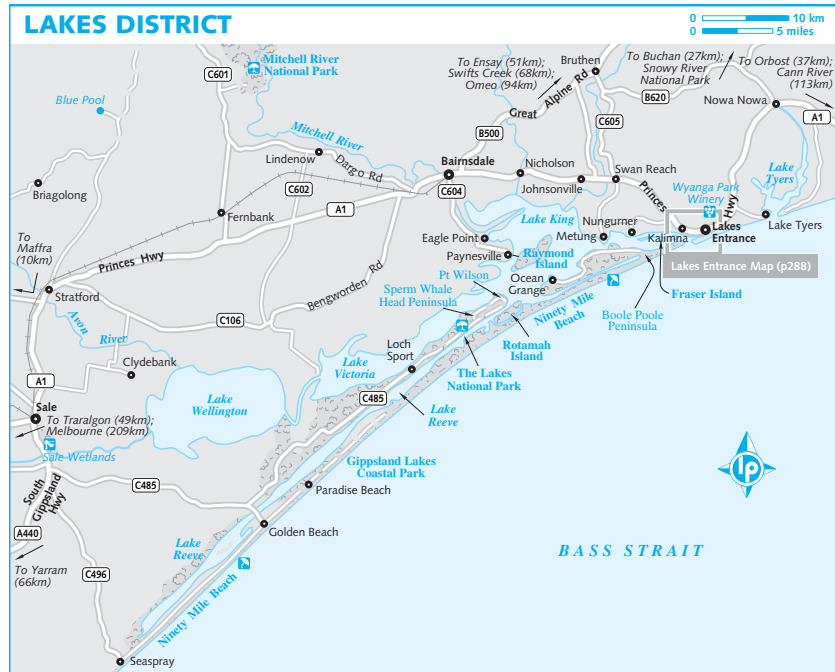 LAKES DISTRICT
0 10 km
0 5 miles
Mitchell River
National Park
C601
To Ensay (51km);
Swifts Creek (68km);
Omeo (94km)
Bruthen
To Buchan (27km);
Snowy River
National Park
To Orbost (37km);
Cann River
(113km)
Blue Pool
Great Alpine Rd
B620
Nowa Nowa
A1
Mitchell River
B500
C605
Lindenow
Dargo Rd
Bairnsdale
Nicholson
Swan Reach
Lake
Tyers
Briagolong
C602
C604
Johnsonville
Princes Hwy
Wyanga Park
Winery
Fernbank
A1
Lake King
Nungurner
Lake Tyers
To
Maffra
(10km)
Eagle Point
Metung
Kalimna
Lakes
Entrance
Princes Hwy
Paynesville
Raymond
Island
Lakes Entrance Map (p288)
Bengworden Rd
Pt Wilson
Ocean
Grange
Stratford
Sperm Whale
Head Peninsula
Ninety Mile
Beach
Fraser Island
Avon
River
C106
Boole Poole
Peninsula
Rotamah
Island
Loch
Sport
Clydebank
Lake
Victoria
The Lakes
National Park
A1
Lake
Wellington
C485
Lake
Reeve
Sale
To Traralgon (49km);
Melbourne (209km)
Sale Wetlands
Gippsland Lakes
Coastal Park
lp
South
Gippsland
Hwy
C485
Paradise Beach
A440
Golden Beach
Lake
Reeve
BASS STRAIT
To Yarram
(66km)
C496
Ninety Mile Beach
Seaspray